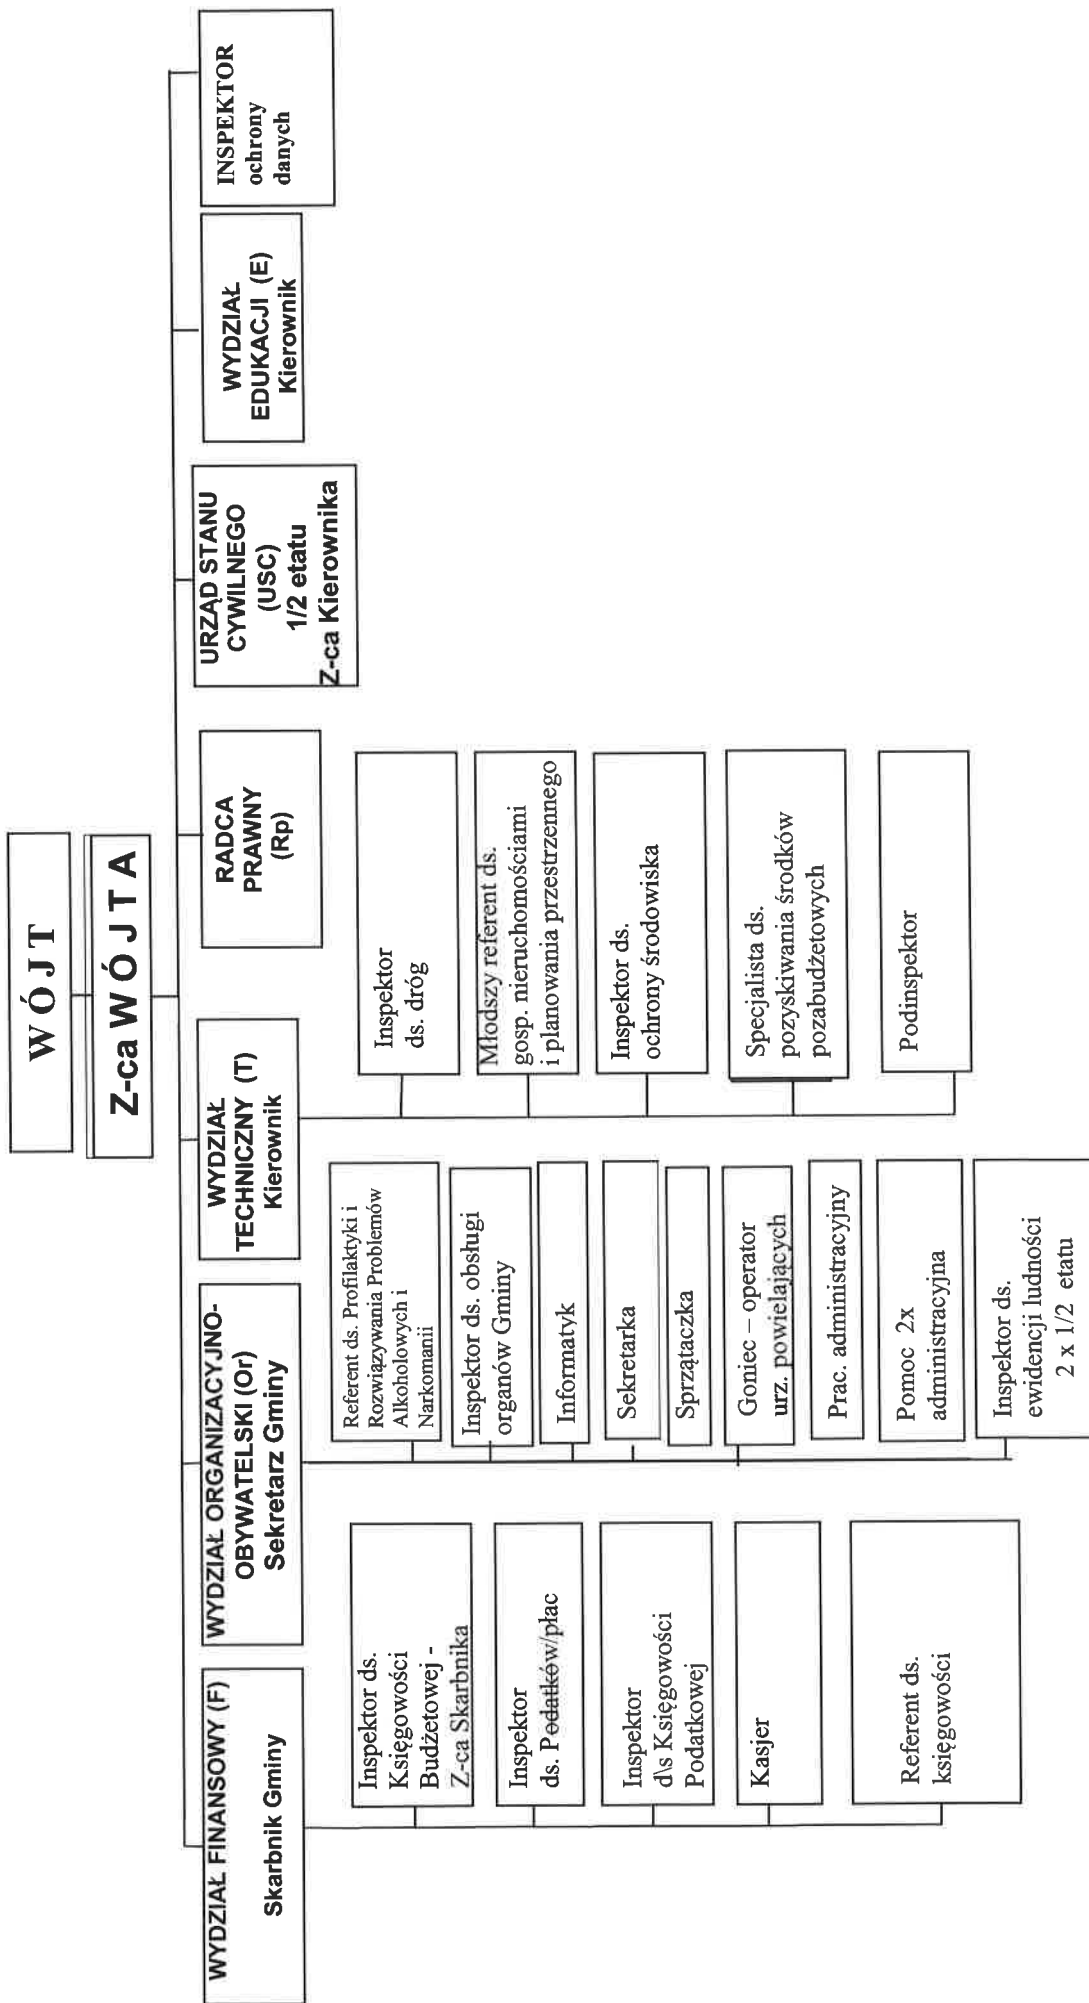 WÓJT
Z-ca WÓJTA
WYDZIAŁ FINANSOWY (F)
Skarbnik Gminy
WYDZIAŁ ORGANIZACYJNO-
OBYWATELSKI (Or)
Sekretarz Gminy
WYDZIAŁ
TECHNICZNY (T)
Kierownik
RADCA
PRAWNY
(Rp)
URZĄD STANU
CYWILNEGO
(USC)
1/2 etatu
Z-ca Kierownika
WYDZIAŁ
EDUKACJI (E)
Kierownik
INSPEKTOR
ochrony
danych
Inspektor ds.
Księgowości
Budżetowej -
Z-ca Skarbnika
Inspektor
ds. Podatków/płac
Inspektor
d\s Księgowości
Podatkowej
Kasjer
Referent ds.
księgowości
Referent ds. Profilaktyki i
Rozwiązywania Problemów
Alkoholowych i
Narkomanii
Inspektor ds. obsługi
organów Gminy
Informatyk
Sekretarka
Sprzątaczka
Goniec – operator
urz. powielających
Prac. administracyjny
Pomoc 2x
administracyjna
Inspektor ds.
ewidencji ludności
2 x 1/2 etatu
Inspektor
ds. dróg
Młodszy referent ds.
gosp. nieruchomościami
i planowania przestrzennego
Inspektor ds.
ochrony środowiska
Specjalista ds.
pozyskiwania środków
pozabudżetowych
Podinspektor